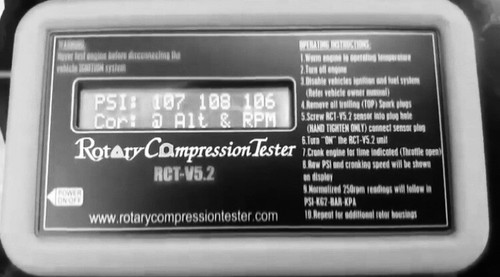 WARNING:
Never test engine before disconnecting the
vehicle IGNITION system
PSI: 107 108 106
Cor: @ Alt & RPM
Rotary Compression Tester
RCT-V5.2
POWER
ON/OFF
www.rotarycompressiontester.com
OPERATING INSTRUCTIONS:
1.Warm engine to operating temperature
2.Turn off engine
3.Disable vehicles ignition and fuel system
(Refer vehicle owner manual)
4.Remove all trailing (TOP) Spark plugs
5.Screw RCT-V5.2 sensor into plug hole
(HAND TIGHTEN ONLY) connect sensor plug
6.Turn "ON" the RCT-V5.2 unit
7.Crank engine for time indicated (Throttle open)
8.Raw PSI and cranking speed will be shown
on display
9.Normalized 250rpm readings will follow in
PSI-KG2-BAR-KPA
10.Repeat for additional rotor housings